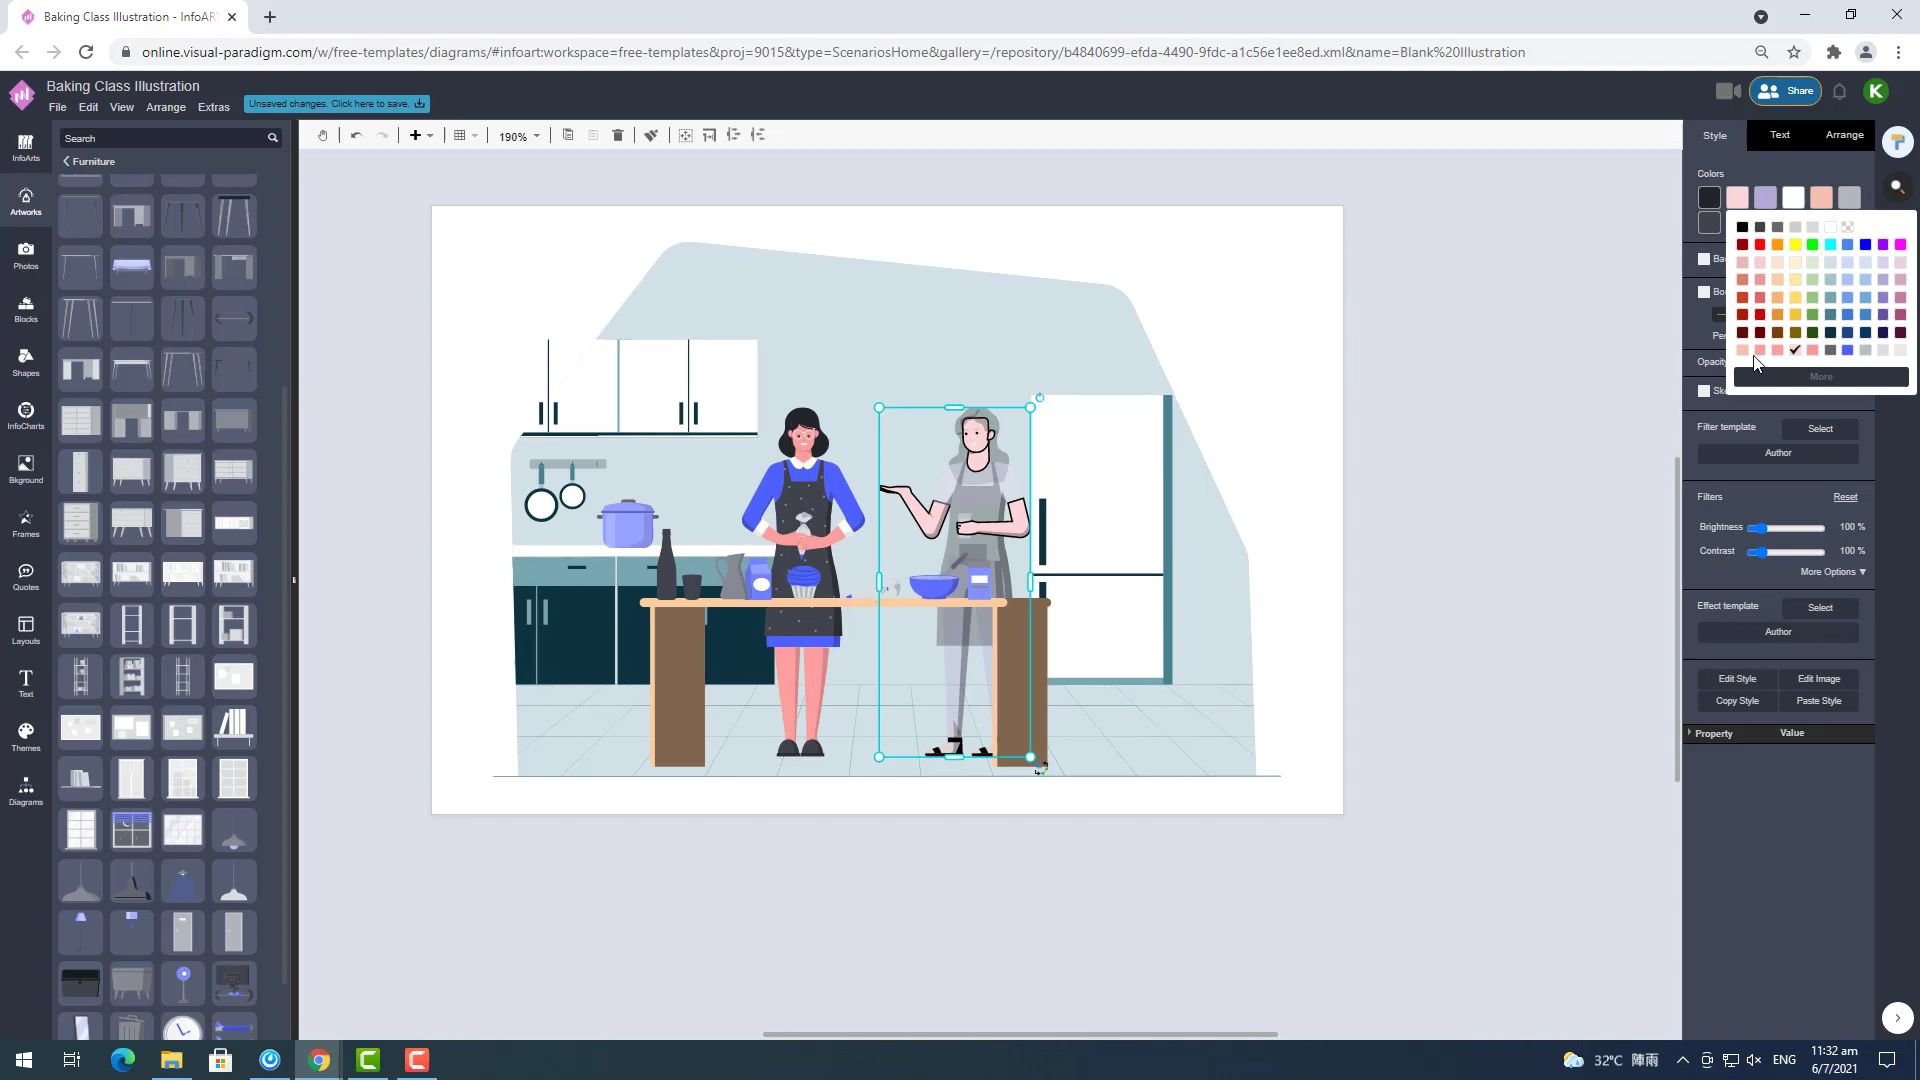 Baking Class Illustration - InfoAR
online.visual-paradigm.com/w/free-templates/diagrams/#infoart:workspace=free-templates&proj=9015&type=ScenariosHome&gallery=/repository/b4840699-efda-4490-9fdc-a1c56e1ee8ed.xml&name=Blank%20Illustration
Baking Class Illustration
File Edit View Arrange Extras
Unsaved changes. Click here to save.
Share
K
InfoArts
Artworks
Photos
Blocks
Shapes
InfoCharts
Bkground
Frames
Quotes
Layouts
Text
Themes
Diagrams
Search
Furniture
190%
Style Text Arrange
Colors
Opacity
More
Filter template Select
Author
Filters Reset
Brightness 100 %
Contrast 100 %
More Options
Effect template Select
Author
Edit Style Edit Image
Copy Style Paste Style
Property Value
32°C 陣雨
ENG
11:32 am
6/7/2021